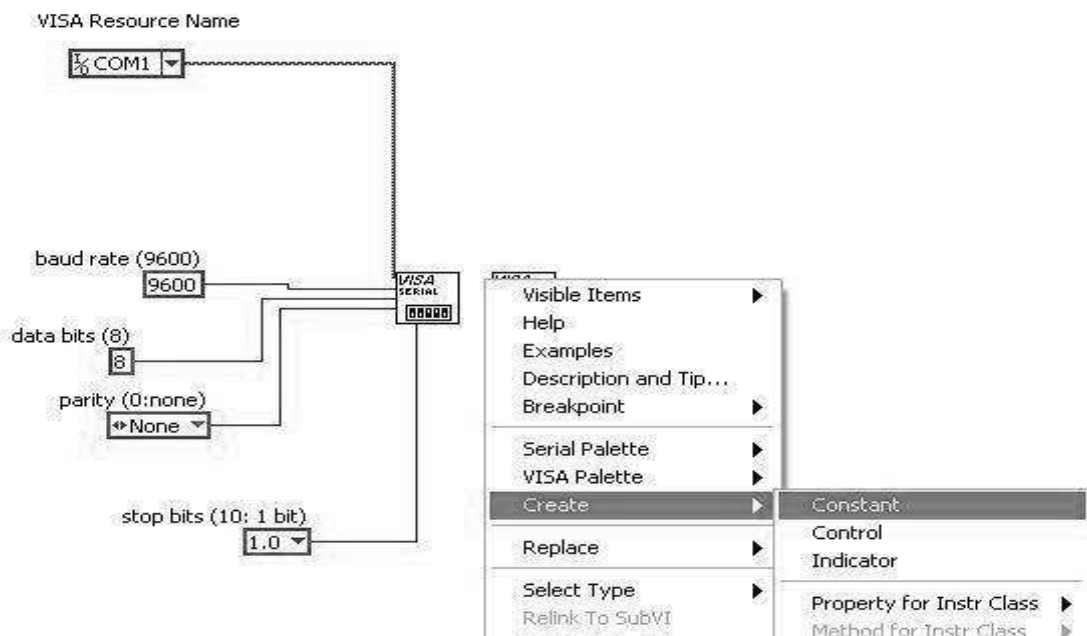 VISA Resource Name
I/O COM1
baud rate (9600)
9600
data bits (8)
8
parity (0:none)
None
stop bits (10: 1 bit)
1.0
VISA
SERIAL
VISA
Visible Items
Help
Examples
Description and Tip...
Breakpoint
Serial Palette
VISA Palette
Create
Replace
Select Type
Relink To SubVI
Constant
Control
Indicator
Property for Instr Class
Method for Instr Class